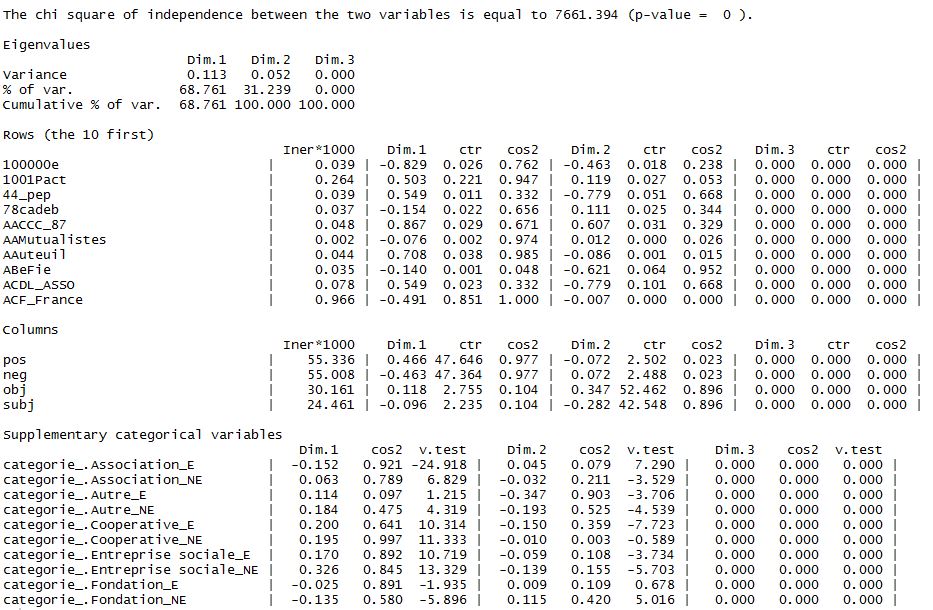 The chi square of independence between the two variables is equal to 7661.394 (p-value =  0 ).
Eigenvalues
Dim.1 Dim.2 Dim.3
Variance 0.113 0.052 0.000
% of var. 68.761 31.239 0.000
Cumulative % of var. 68.761 100.000 100.000
Rows (the 10 first)
Iner*1000 Dim.1 ctr cos2 Dim.2 ctr cos2 Dim.3 ctr cos2
100000e | 0.039 | -0.829 0.026 0.762 | -0.463 0.018 0.238 | 0.000 0.000 0.000 |
1001Pact | 0.264 | 0.503 0.221 0.947 | 0.119 0.027 0.053 | 0.000 0.000 0.000 |
44_pep | 0.039 | 0.549 0.011 0.332 | -0.779 0.051 0.668 | 0.000 0.000 0.000 |
78cadeb | 0.037 | -0.154 0.022 0.656 | 0.111 0.025 0.344 | 0.000 0.000 0.000 |
AACCC_87 | 0.048 | 0.867 0.029 0.671 | 0.607 0.031 0.329 | 0.000 0.000 0.000 |
AAMutualistes | 0.002 | -0.076 0.002 0.974 | 0.012 0.000 0.026 | 0.000 0.000 0.000 |
AAuteuil | 0.044 | 0.708 0.038 0.985 | -0.086 0.001 0.015 | 0.000 0.000 0.000 |
ABeFie | 0.035 | -0.140 0.001 0.048 | -0.621 0.064 0.952 | 0.000 0.000 0.000 |
ACDL_ASSO | 0.078 | 0.549 0.023 0.332 | -0.779 0.101 0.668 | 0.000 0.000 0.000 |
ACF_France | 0.966 | -0.491 0.851 1.000 | -0.007 0.000 0.000 | 0.000 0.000 0.000 |
Columns
Iner*1000 Dim.1 ctr cos2 Dim.2 ctr cos2 Dim.3 ctr cos2
pos | 55.336 | 0.466 47.646 0.977 | -0.072 2.502 0.023 | 0.000 0.000 0.000 |
neg | 55.008 | -0.463 47.364 0.977 | 0.072 2.488 0.023 | 0.000 0.000 0.000 |
obj | 30.161 | 0.118 2.755 0.104 | 0.347 52.462 0.896 | 0.000 0.000 0.000 |
subj | 24.461 | -0.096 2.235 0.104 | -0.282 42.548 0.896 | 0.000 0.000 0.000 |
Supplementary categorical variables
Dim.1 cos2 v.test Dim.2 cos2 v.test Dim.3 cos2 v.test
categorie_.Association_E | -0.152 0.921 -24.918 | 0.045 0.079 7.290 | 0.000 0.000 0.000 |
categorie_.Association_NE | 0.063 0.789 6.829 | -0.032 0.211 -3.529 | 0.000 0.000 0.000 |
categorie_.Autre_E | 0.114 0.097 1.215 | -0.347 0.903 -3.706 | 0.000 0.000 0.000 |
categorie_.Autre_NE | 0.184 0.475 4.319 | -0.193 0.525 -4.539 | 0.000 0.000 0.000 |
categorie_.Cooperative_E | 0.200 0.641 10.314 | -0.150 0.359 -7.723 | 0.000 0.000 0.000 |
categorie_.Cooperative_NE | 0.195 0.997 11.333 | -0.010 0.003 -0.589 | 0.000 0.000 0.000 |
categorie_.Entreprise sociale_E | 0.170 0.892 10.719 | -0.059 0.108 -3.734 | 0.000 0.000 0.000 |
categorie_.Entreprise sociale_NE | 0.326 0.845 13.329 | -0.139 0.155 -5.703 | 0.000 0.000 0.000 |
categorie_.Fondation_E | -0.025 0.891 -1.935 | 0.009 0.109 0.678 | 0.000 0.000 0.000 |
categorie_.Fondation_NE | -0.135 0.580 -5.896 | 0.115 0.420 5.016 | 0.000 0.000 0.000 |